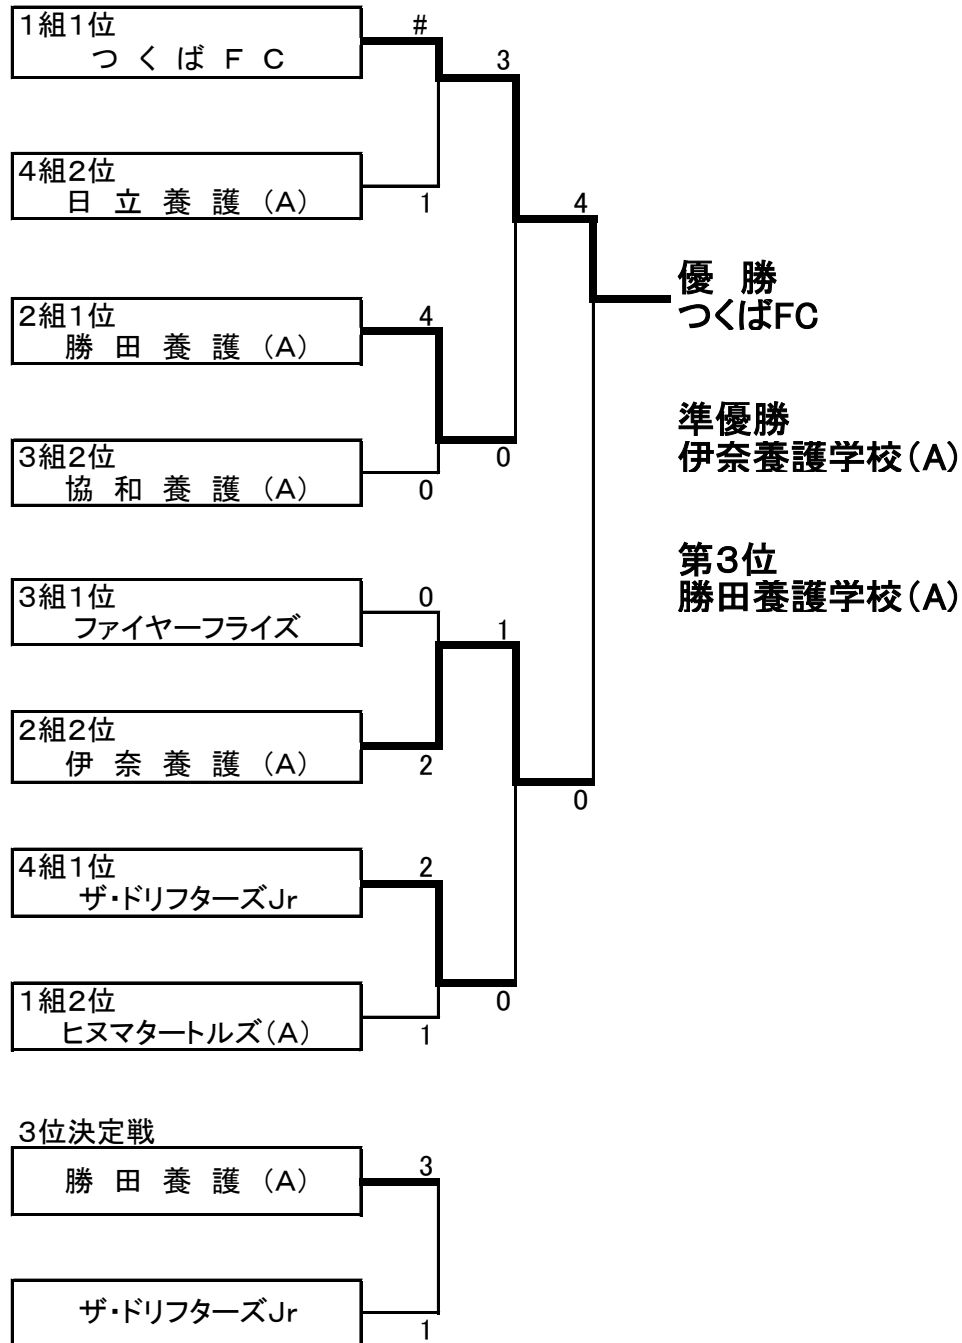 1組1位
つくばFC
#
3
4組2位
日立養護(A)
1
4
優勝
つくばFC
2組1位
勝田養護(A)
4
準優勝
伊奈養護学校(A)
3組2位
協和養護(A)
0
0
第3位
勝田養護学校(A)
3組1位
ファイヤーフライズ
0
1
2組2位
伊奈養護(A)
2
0
4組1位
ザ・ドリフターズJr
2
1組2位
ヒヌマタートルズ(A)
1
0
3位決定戦
勝田養護(A)
3
ザ・ドリフターズJr
1